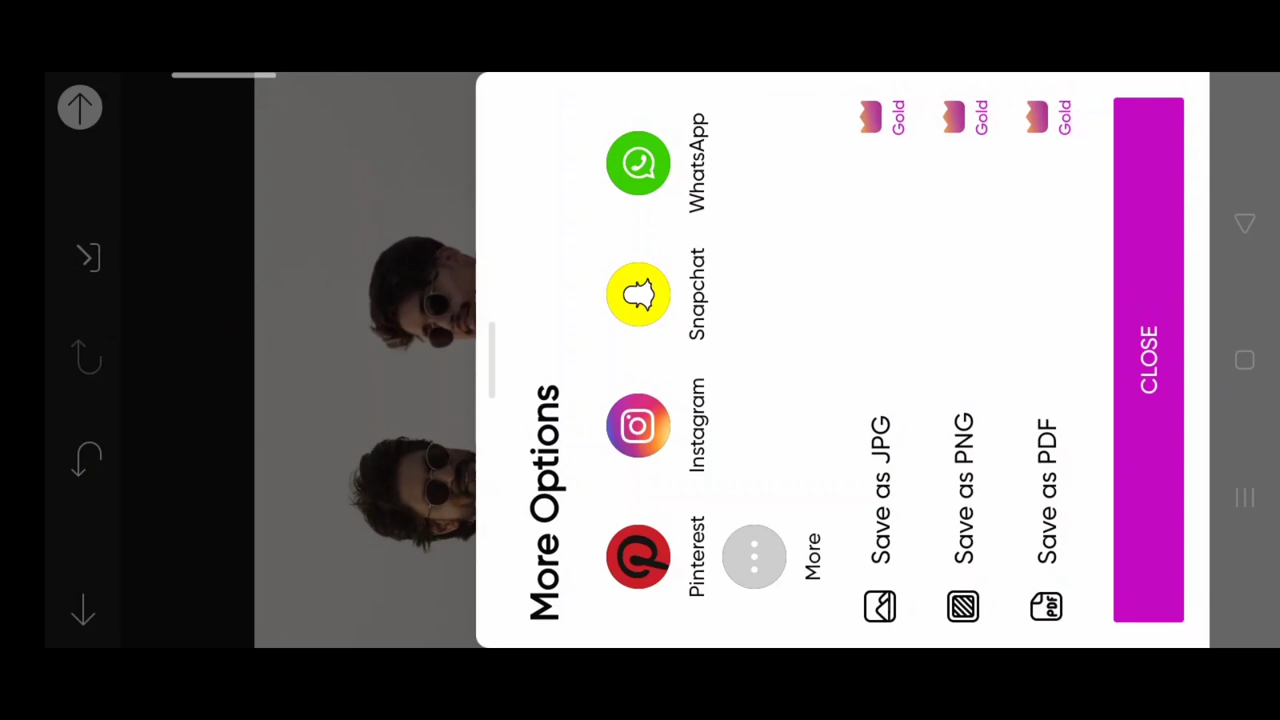 More Options
Pinterest
Instagram
Snapchat
WhatsApp
More
Save as JPG
Gold
Save as PNG
Gold
PDF
Save as PDF
Gold
CLOSE